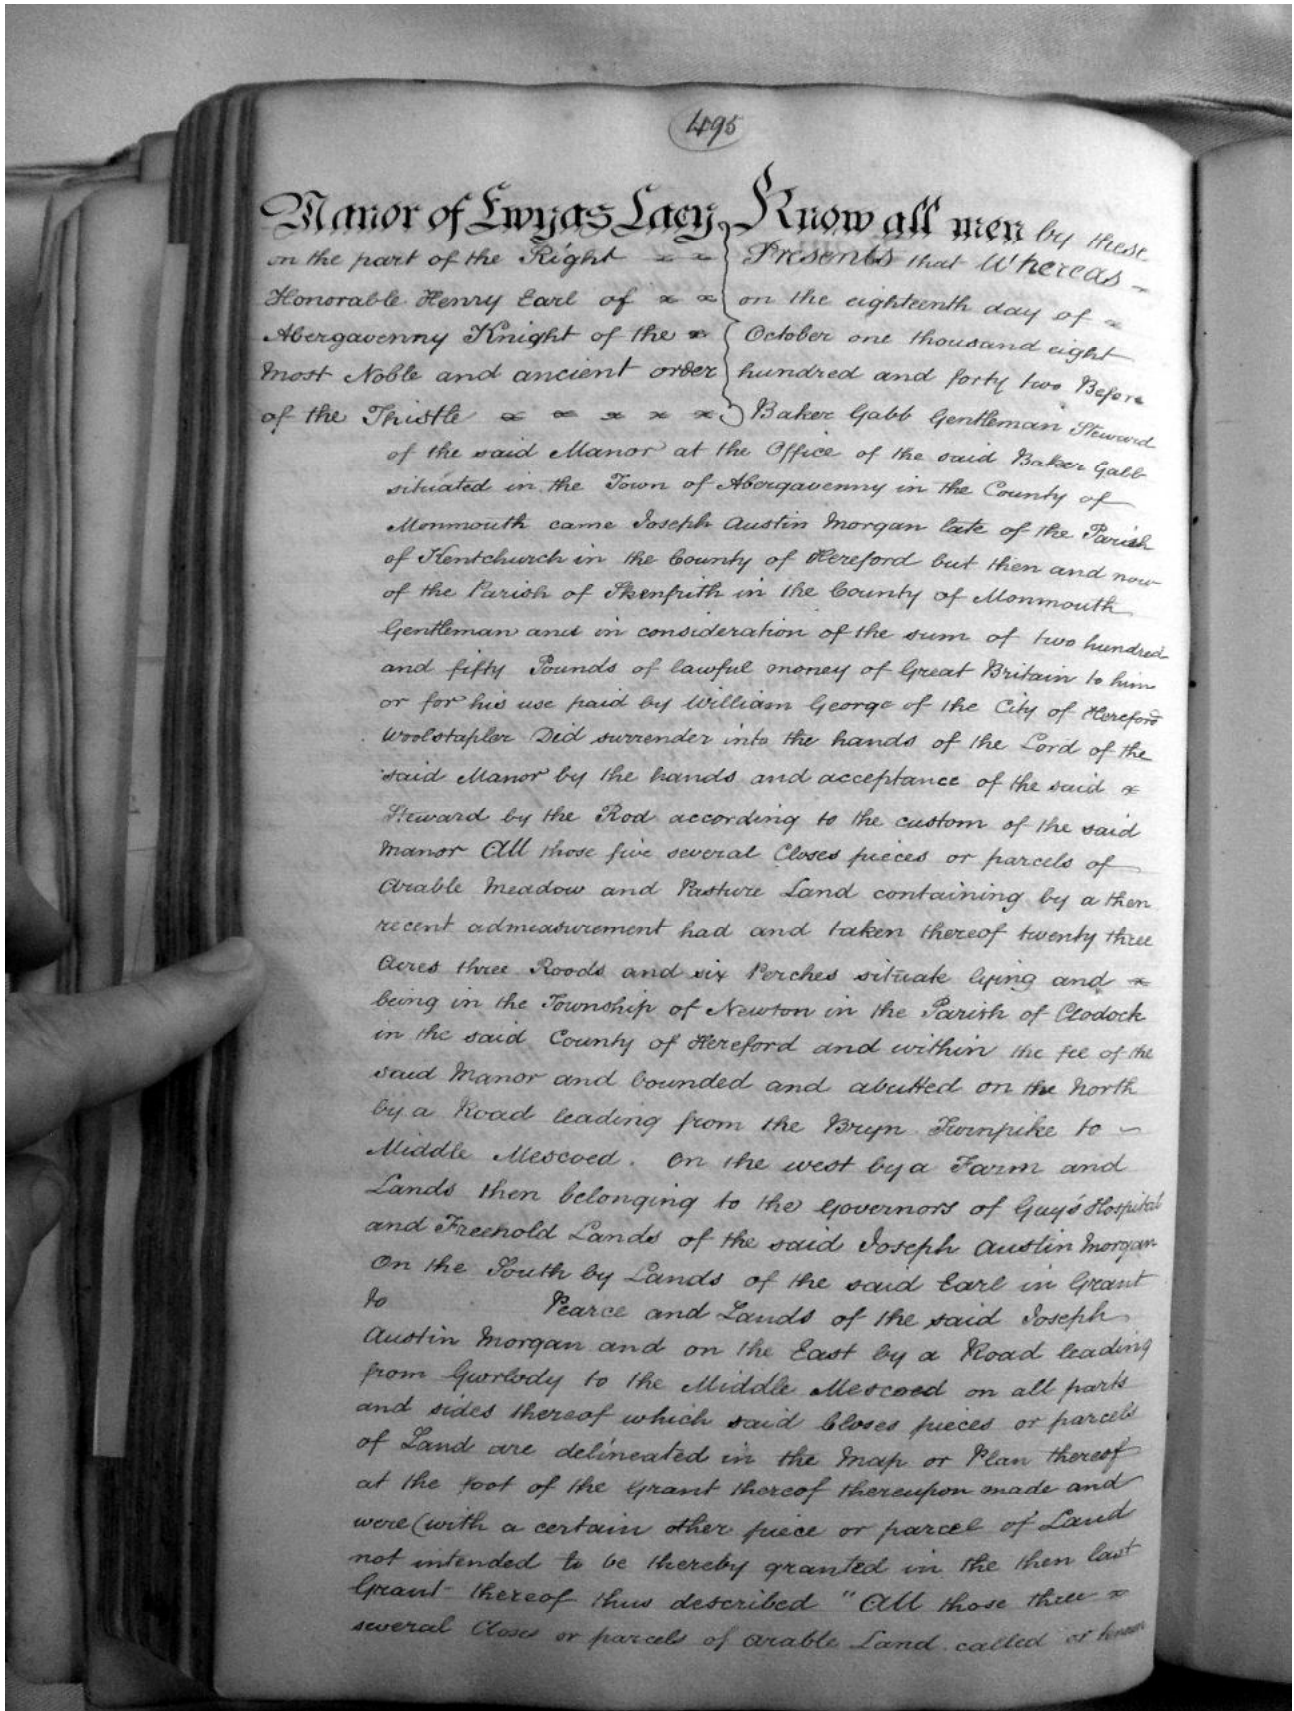 495
Manor of Ewyas Lacy
on the part of the Right
Honorable Henry Earl of
Abergavenny Knight of the
most Noble and ancient order
of the Thistle
Know all men by these
Presents that Whereas
on the eighteenth day of
October one thousand eight
hundred and forty two Before
Baker Gabb Gentleman Steward
of the said Manor at the Office of the said Baker Gabb
situated in the Town of Abergavenny in the County of
Monmouth came Joseph Austin Morgan late of the Parish
of Kentchurch in the County of Hereford but then and now
of the Parish of Skenfrith in the County of Monmouth
Gentleman and in consideration of the sum of two hundred
and fifty Pounds of lawful money of Great Britain to him
or for his use paid by William George of the City of Hereford
Woolstapler Did surrender into the hands of the Lord of the
said Manor by the hands and acceptance of the said
Steward by the Rod according to the custom of the said
Manor All those five several Closes pieces or parcels of
Arable Meadow and Pasture Land containing by a then
recent admeasurement had and taken thereof twenty three
Acres three Roods and six Perches situate lying and
being in the Township of Newton in the Parish of Clodock
in the said County of Hereford and within the fee of the
said Manor and bounded and abutted on the North
by a Road leading from the Bryn Turnpike to
Middle Mescoed. On the west by a Farm and
Lands then belonging to the Governors of Guy's Hospital
and Freehold Lands of the said Joseph Austin Morgan
On the South by Lands of the said Earl in Grant
to Pearce and Lands of the said Joseph
Austin Morgan and on the East by a Road leading
from Gworlody to the Middle Mescoed on all parts
and sides thereof which said Closes pieces or parcels
of Land are delineated in the Map or Plan thereof
at the foot of the Grant thereof thereupon made and
were (with a certain other piece or parcel of Land
not intended to be thereby granted in the then last
Grant thereof thus described "All those three
several Closes or parcels of Arable Land called or known